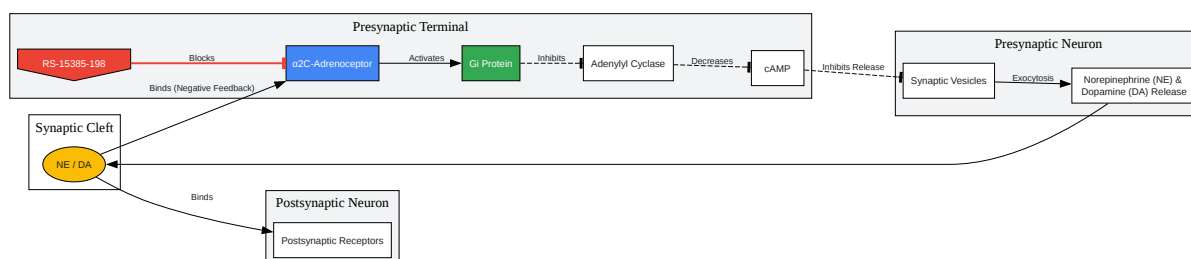 Presynaptic Terminal
RS-15385-198
Blocks
α2C-Adrenoceptor
Activates
Gi Protein
Inhibits
Adenylyl Cyclase
Decreases
cAMP
Inhibits Release
Presynaptic Neuron
Synaptic Vesicles
Exocytosis
Norepinephrine (NE) &
Dopamine (DA) Release
Binds (Negative Feedback)
Synaptic Cleft
NE / DA
Binds
Postsynaptic Neuron
Postsynaptic Receptors